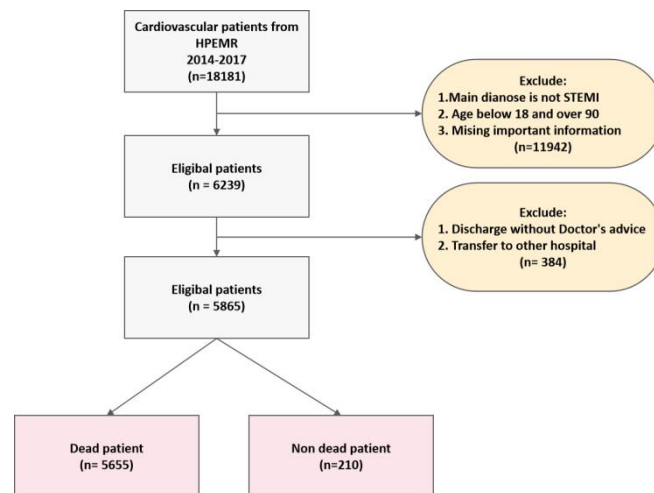 Cardiovascular patients from
HPEMR
2014-2017
(n=18181)
Exclude:
1.Main dianose is not STEMI
2. Age below 18 and over 90
3. Mising important information
(n=11942)
Eligibal patients
(n = 6239)
Exclude:
1. Discharge without Doctor's advice
2. Transfer to other hospital
(n= 384)
Eligibal patients
(n = 5865)
Dead patient
(n= 5655)
Non dead patient
(n=210)